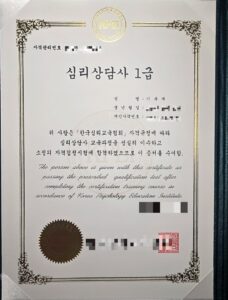 자격관리번호
심리상담사 1급
성 명 :
생 년 월 일 :
위 사람은 「한국심리교육협회」 자격규정에 따라
심리상담사 교육과정을 성실히 이수하고
소정의 자격검정시험에 합격하였으므로 이 증서를 수여함
The person above is given with this certificate as
passing the prescribed qualification test after
completing the certification training course in
accordance of Korea Psychology Education Institute.